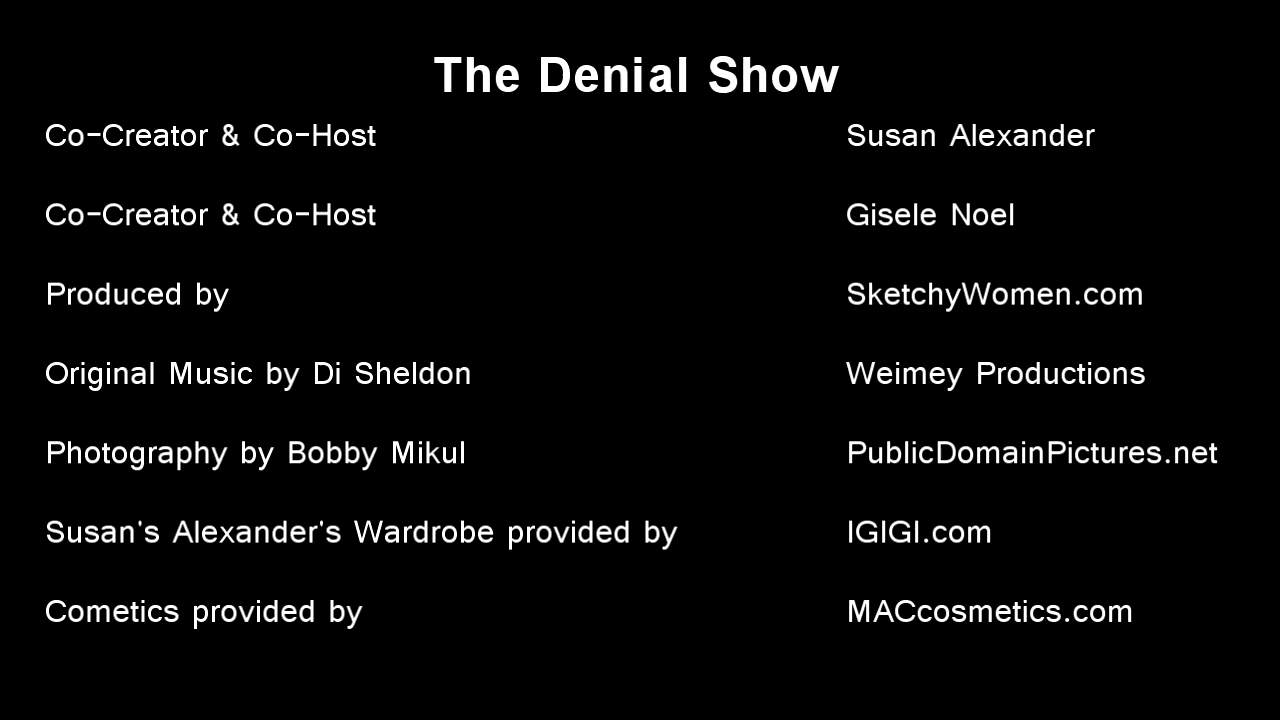 The Denial Show
Co-Creator & Co-Host Susan Alexander
Co-Creator & Co-Host Gisele Noel
Produced by SketchyWomen.com
Original Music by Di Sheldon Weimey Productions
Photography by Bobby Mikul PublicDomainPictures.net
Susan's Alexander's Wardrobe provided by IGIGI.com
Cometics provided by MACcosmetics.com